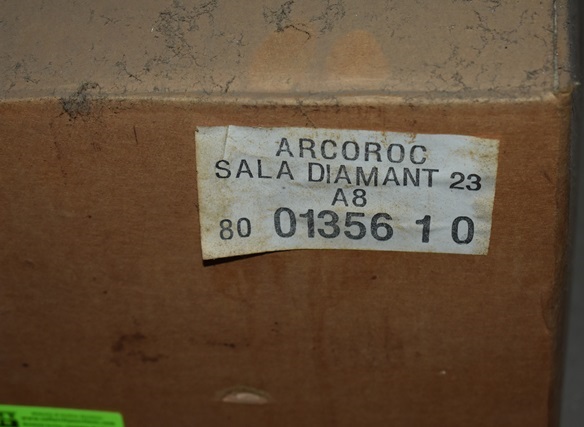 ARCOROC
SALA DIAMANT 23
A8
80 01356 1 0